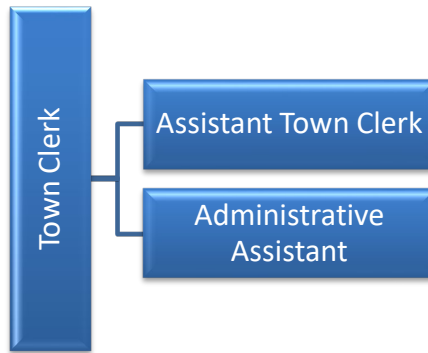 Town Clerk
Assistant Town Clerk
Administrative
Assistant